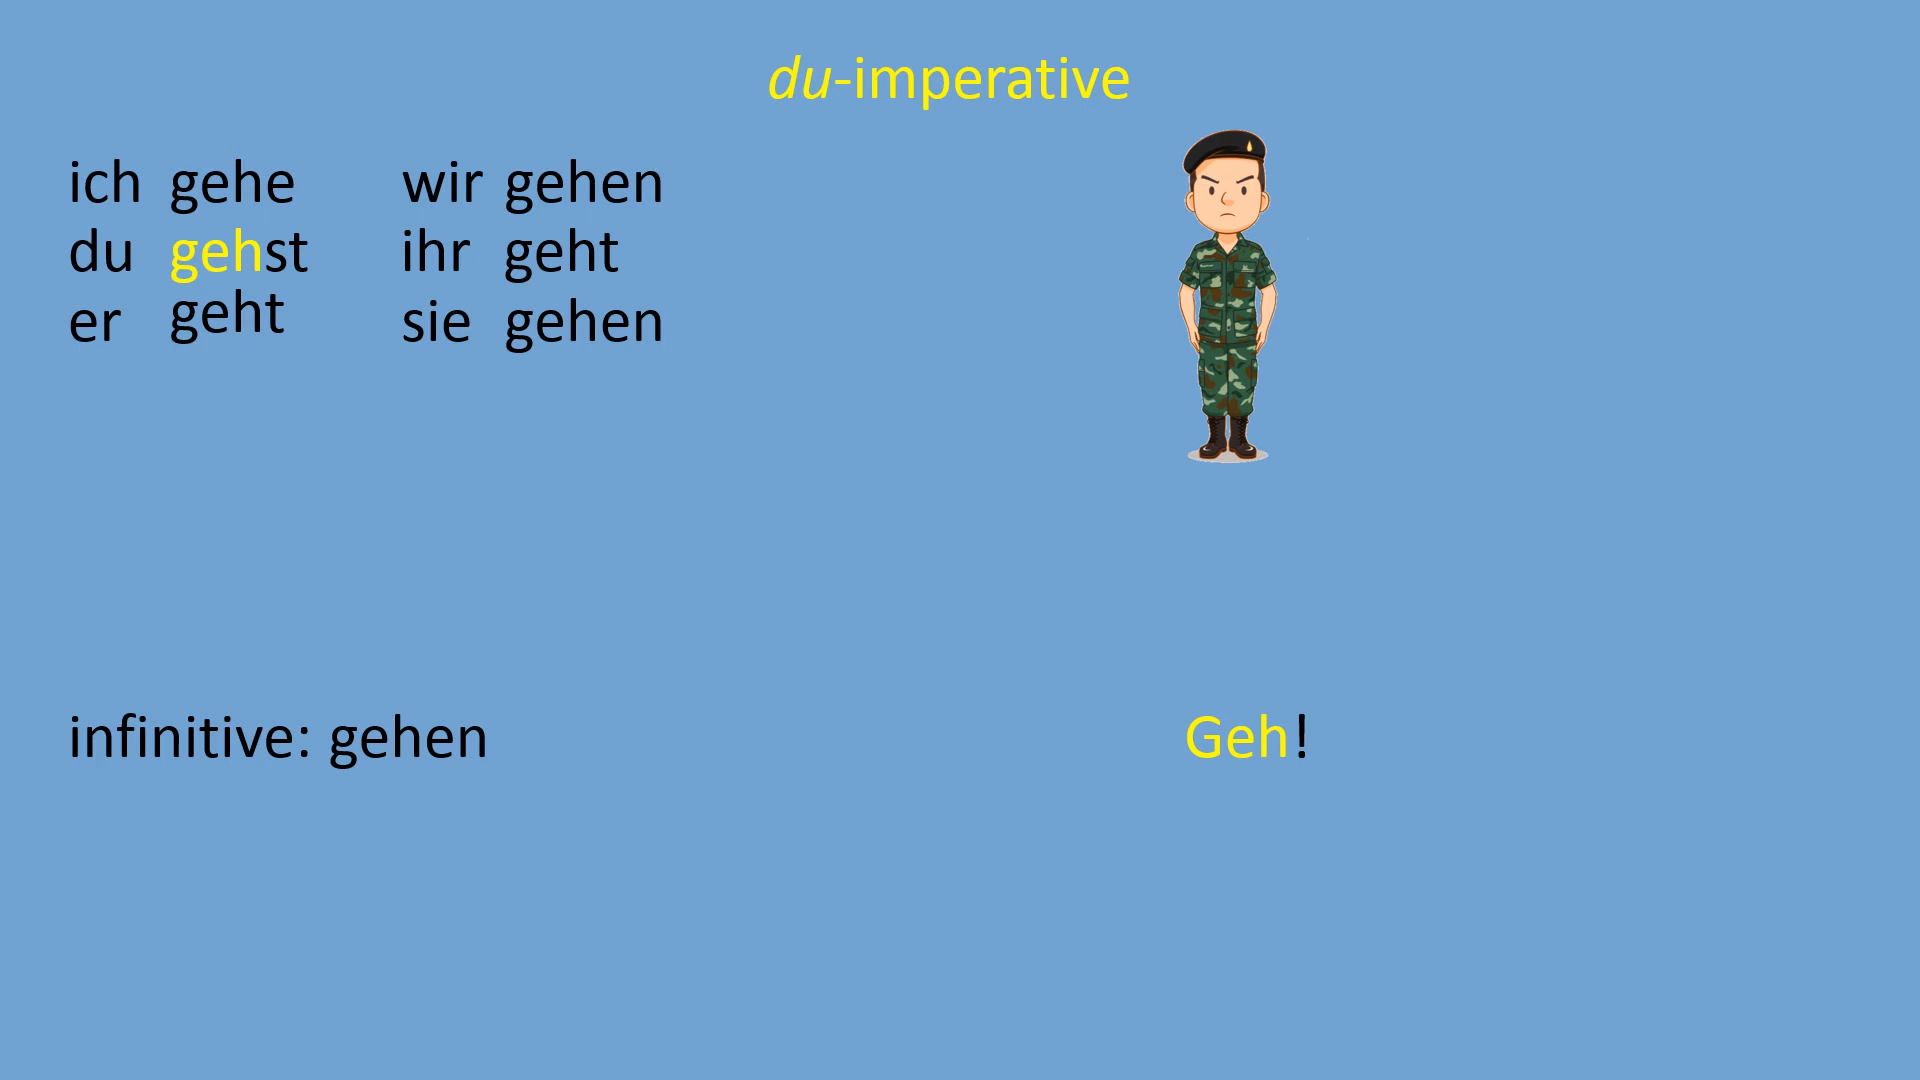 du-imperative
ich gehe wir gehen
du gehst ihr geht
er geht sie gehen
infinitive: gehen Geh!